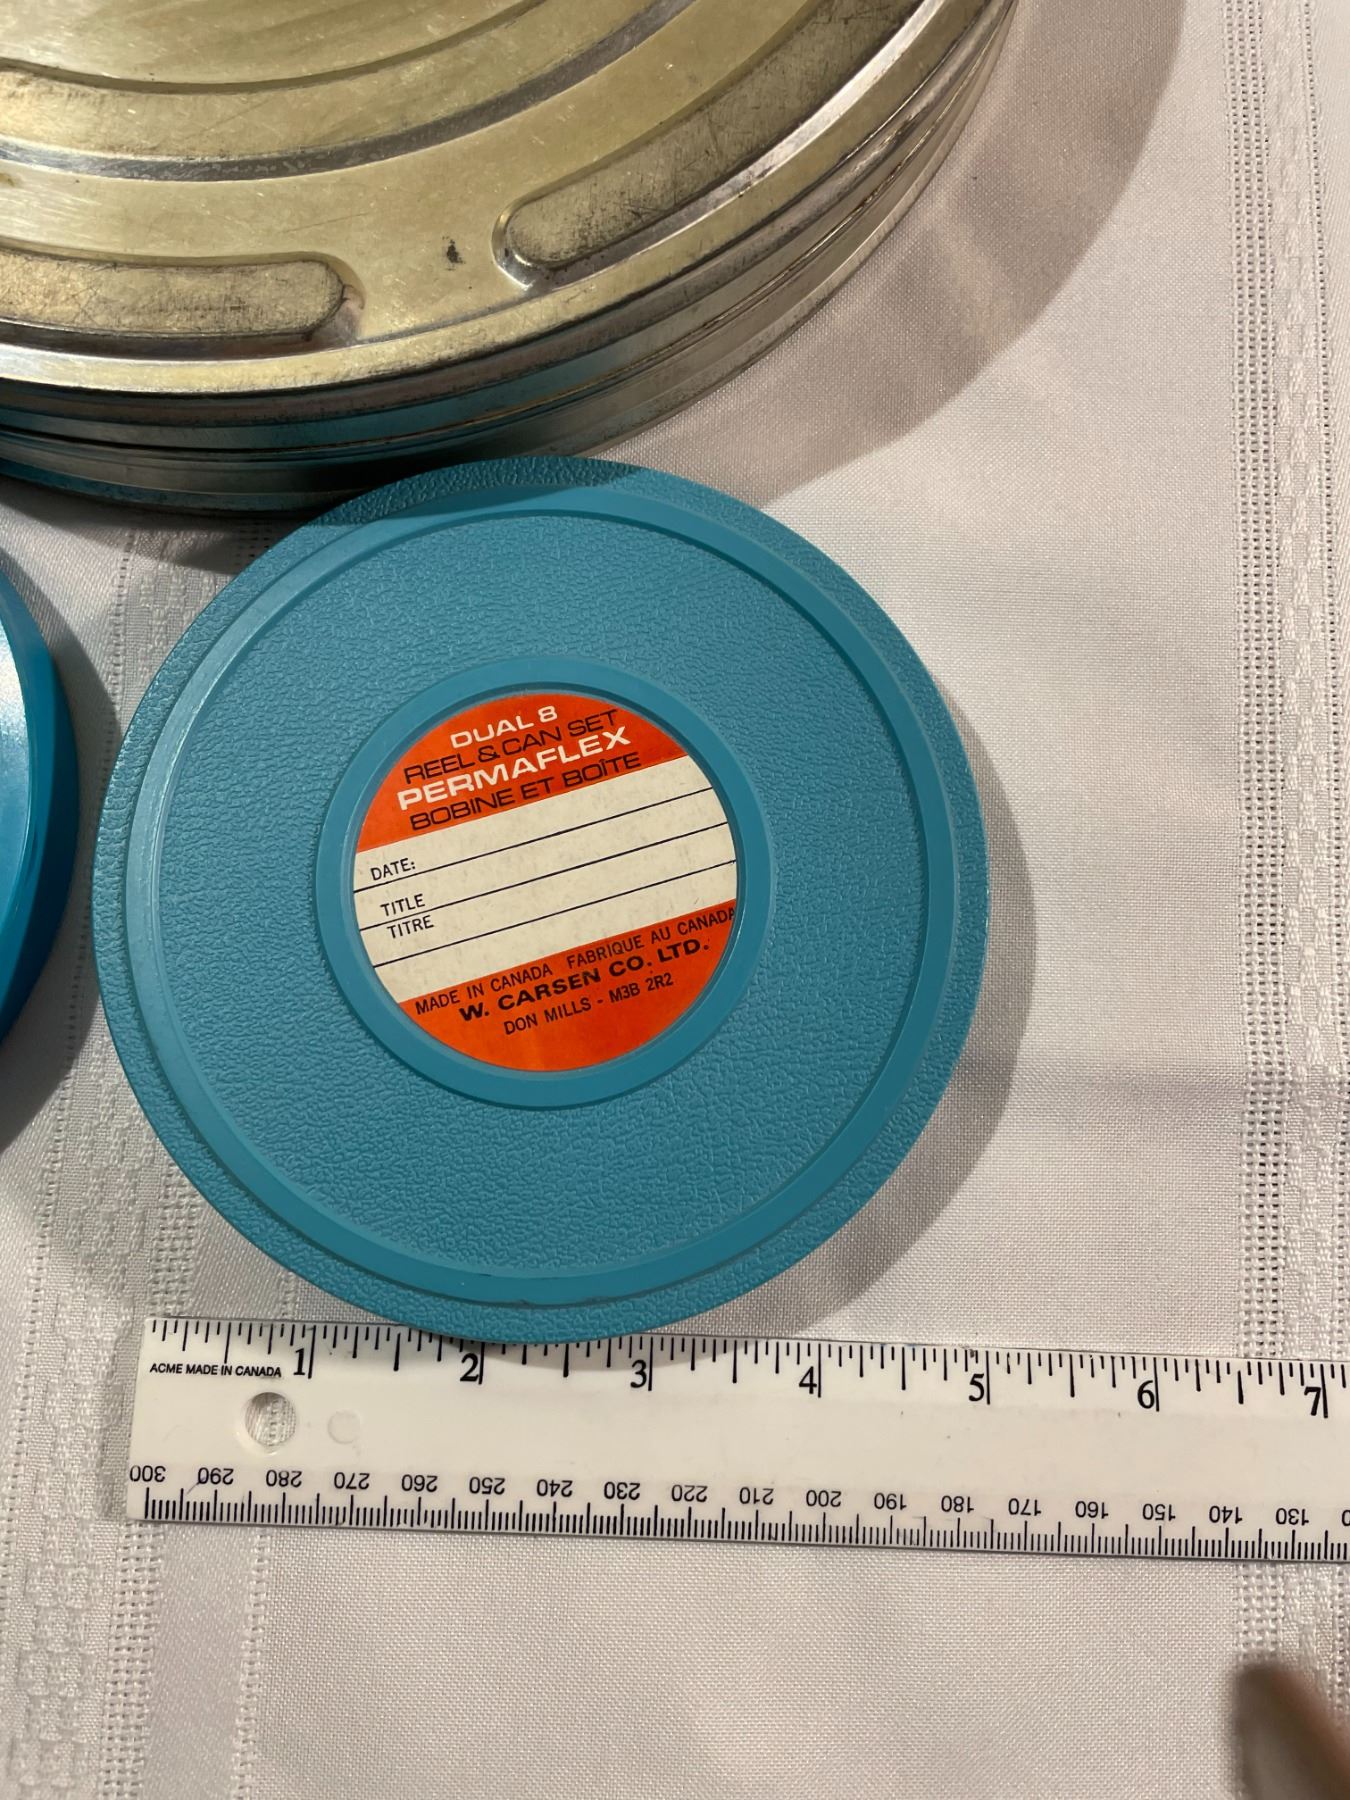 DUAL 8
REEL & CAN SET
PERMAFLEX
BOBINE ET BOÎTE
DATE:
TITLE
TITRE
MADE IN CANADA FABRIQUE AU CANADA
W. CARSEN CO. LTD.
DON MILLS - M3B 2R2
ACME MADE IN CANADA 1 2 3 4 5 6 7
300 290 280 270 260 250 240 230 220 210 200 190 180 170 160 150 140 130